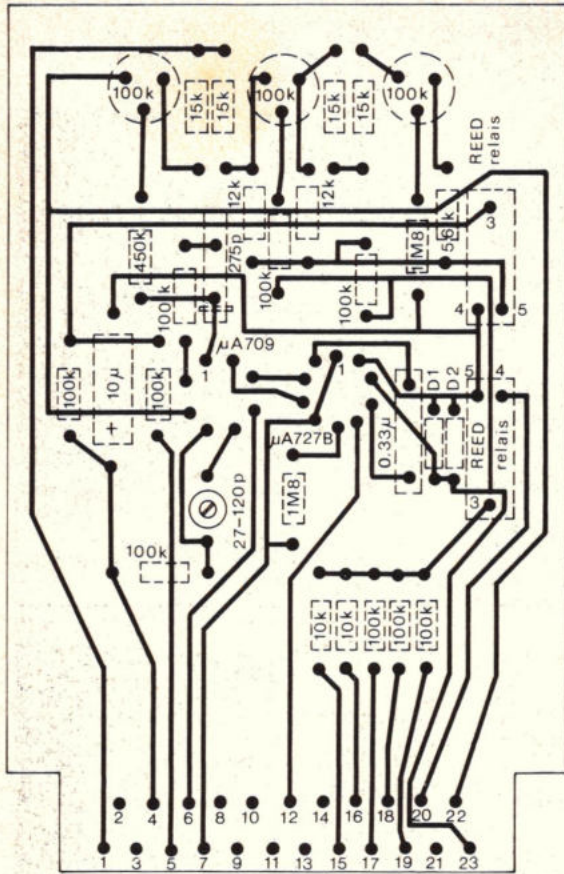 100k
15k
15k
100k
15k
15k
100k
REED
relais
12k
12k
450k
275p
100k
100k
100k
1M8
5,6k
3
4
5
µA709
1
1
100k
10µ
+
100k
µA727B
0.33µ
D1
D2
5
4
REED
relais
3
27-120p
1M8
100k
10k
10k
100k
100k
100k
2
4
6
8
10
12
14
16
18
20
22
1
3
5
7
9
11
13
15
17
19
21
23